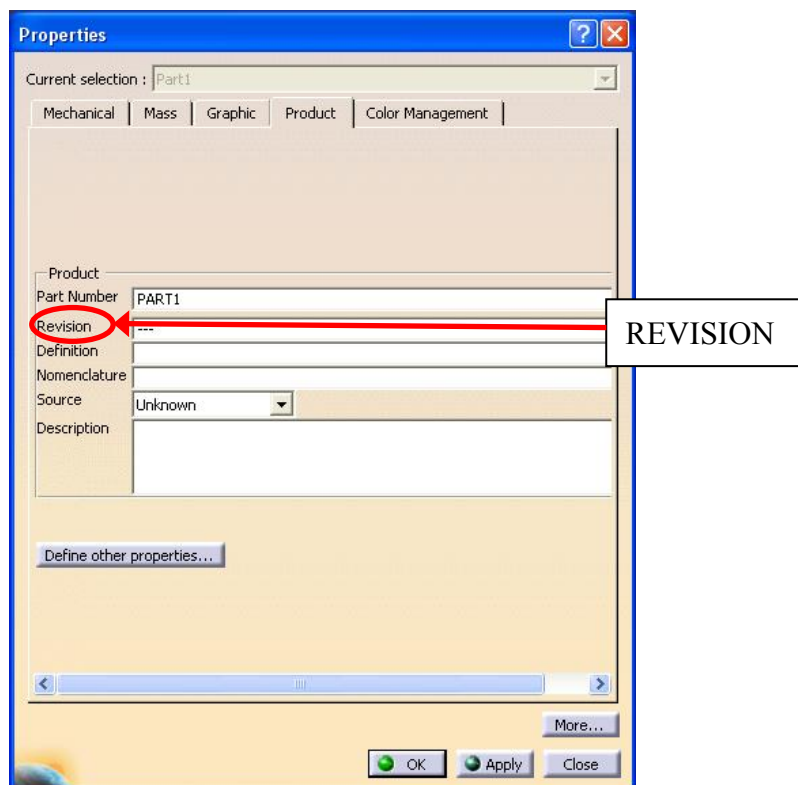 Properties
Current selection : Part1
Mechanical Mass Graphic Product Color Management
Product
Part Number PART1
Revision ---
REVISION
Definition
Nomenclature
Source Unknown
Description
Define other properties...
More...
OK Apply Close